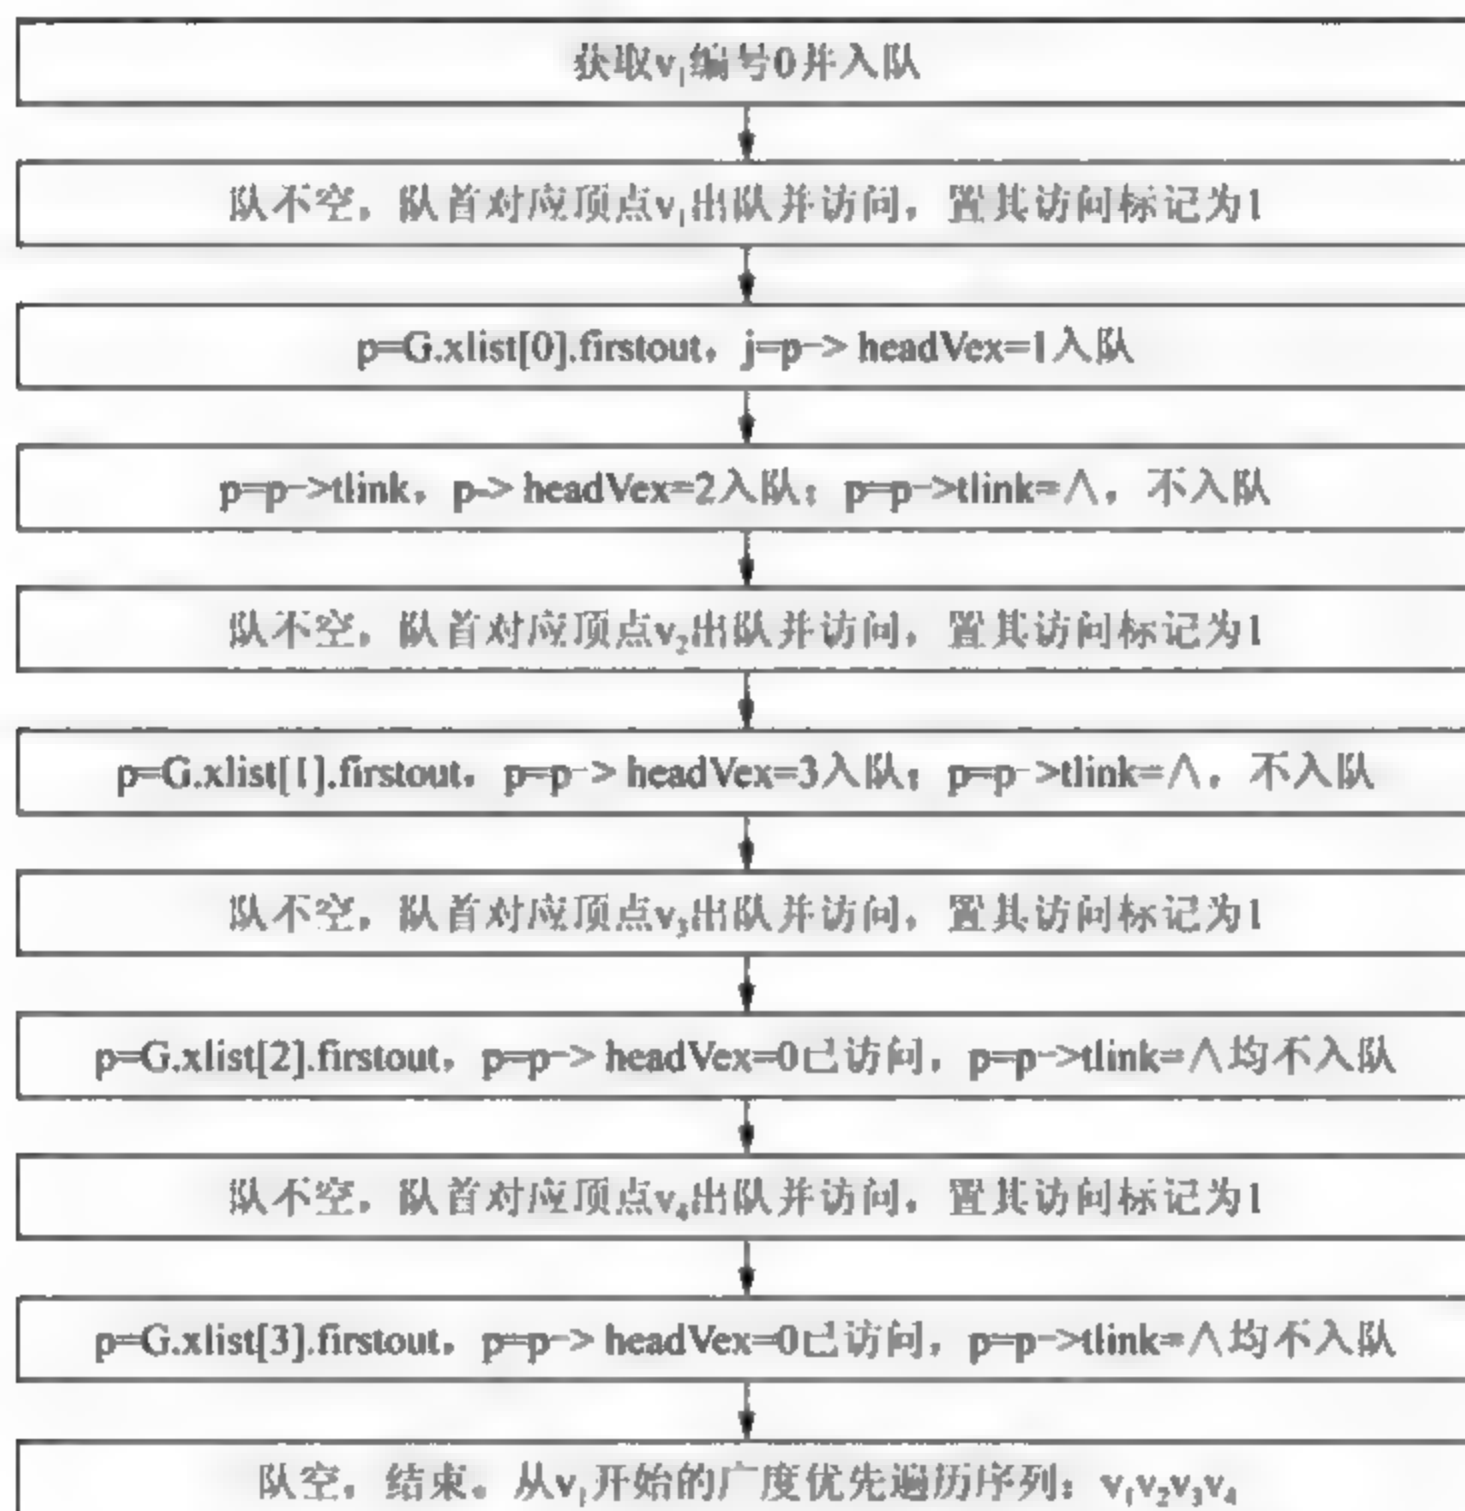 获取v₁编号0并入队
队不空，队首对应顶点v₁出队并访问，置其访问标记为1
p=G.xlist[0].firstout，j=p-> headVex=1入队
p=p->tlink，p-> headVex=2入队；p=p->tlink=∧，不入队
队不空，队首对应顶点v₂出队并访问，置其访问标记为1
p=G.xlist[1].firstout，p=p-> headVex=3入队；p=p->tlink=∧，不入队
队不空，队首对应顶点v₃出队并访问，置其访问标记为1
p=G.xlist[2].firstout，p=p-> headVex=0已访问，p=p->tlink=∧均不入队
队不空，队首对应顶点v₄出队并访问，置其访问标记为1
p=G.xlist[3].firstout，p=p-> headVex=0已访问，p=p->tlink=∧均不入队
队空，结束。从v₁开始的广度优先遍历序列：v₁v₂v₃v₄